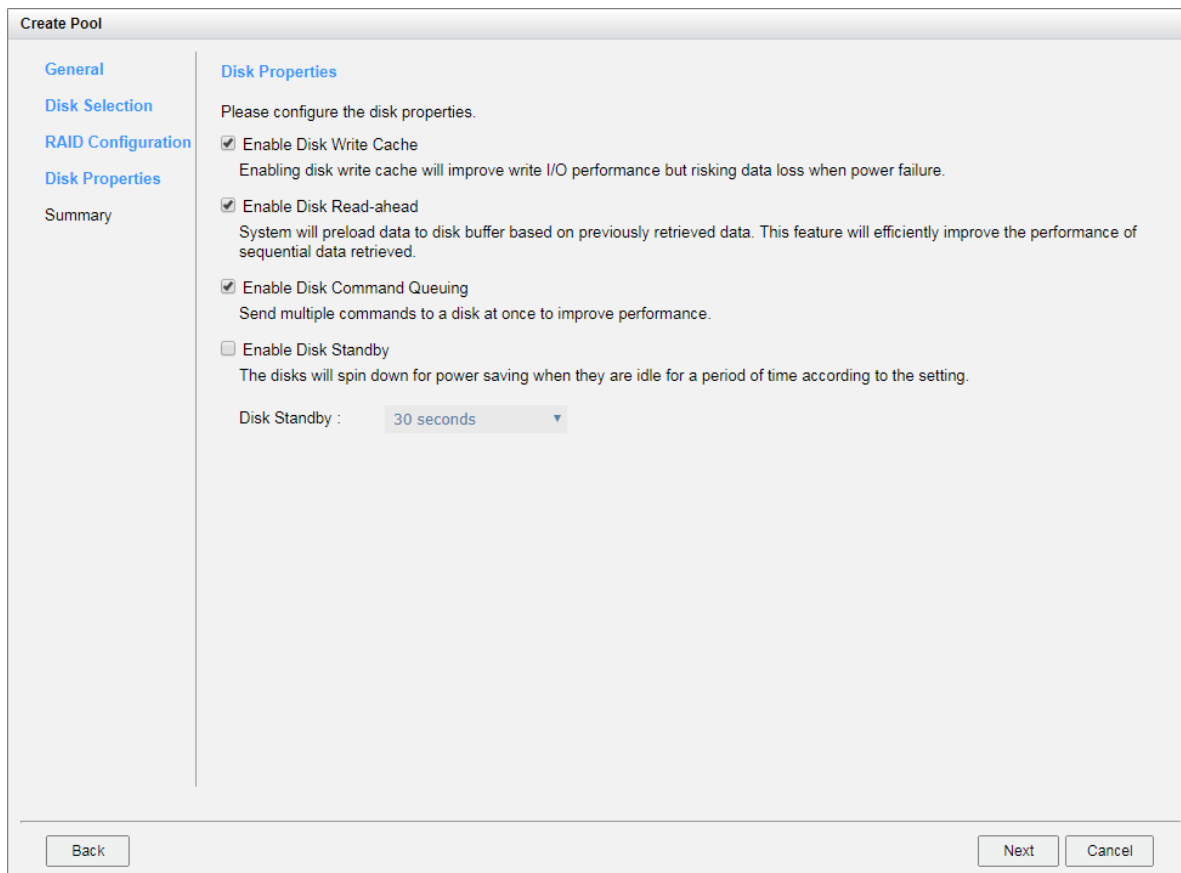 Create Pool
General
Disk Selection
RAID Configuration
Disk Properties
Summary
Disk Properties
Please configure the disk properties.
Enable Disk Write Cache
Enabling disk write cache will improve write I/O performance but risking data loss when power failure.
Enable Disk Read-ahead
System will preload data to disk buffer based on previously retrieved data. This feature will efficiently improve the performance of
sequential data retrieved.
Enable Disk Command Queuing
Send multiple commands to a disk at once to improve performance.
Enable Disk Standby
The disks will spin down for power saving when they are idle for a period of time according to the setting.
Disk Standby : 30 seconds
Back Next Cancel